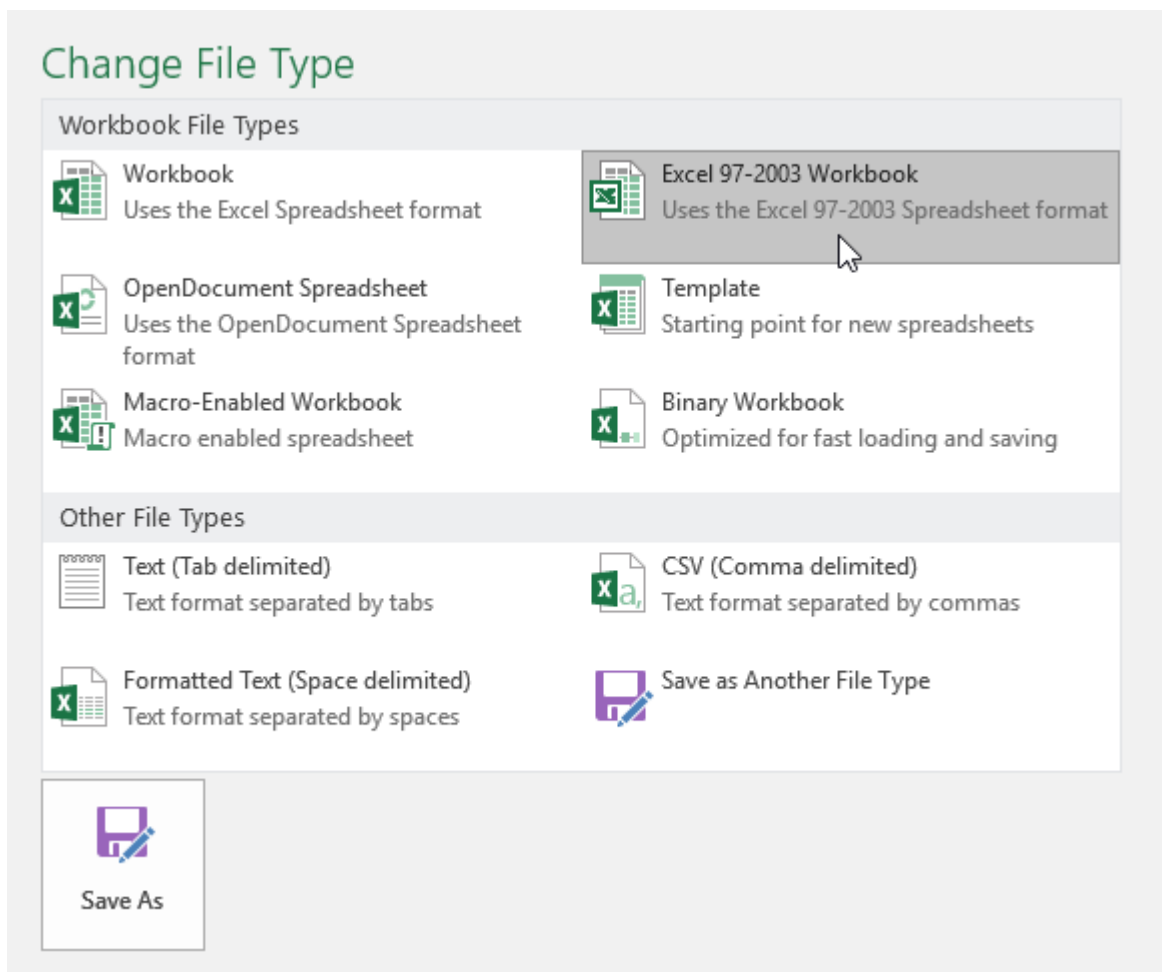 Change File Type
Workbook File Types
Workbook
Uses the Excel Spreadsheet format
Excel 97-2003 Workbook
Uses the Excel 97-2003 Spreadsheet format
OpenDocument Spreadsheet
Uses the OpenDocument Spreadsheet
format
Template
Starting point for new spreadsheets
Macro-Enabled Workbook
Macro enabled spreadsheet
Binary Workbook
Optimized for fast loading and saving
Other File Types
Text (Tab delimited)
Text format separated by tabs
CSV (Comma delimited)
Text format separated by commas
Formatted Text (Space delimited)
Text format separated by spaces
Save as Another File Type
Save As